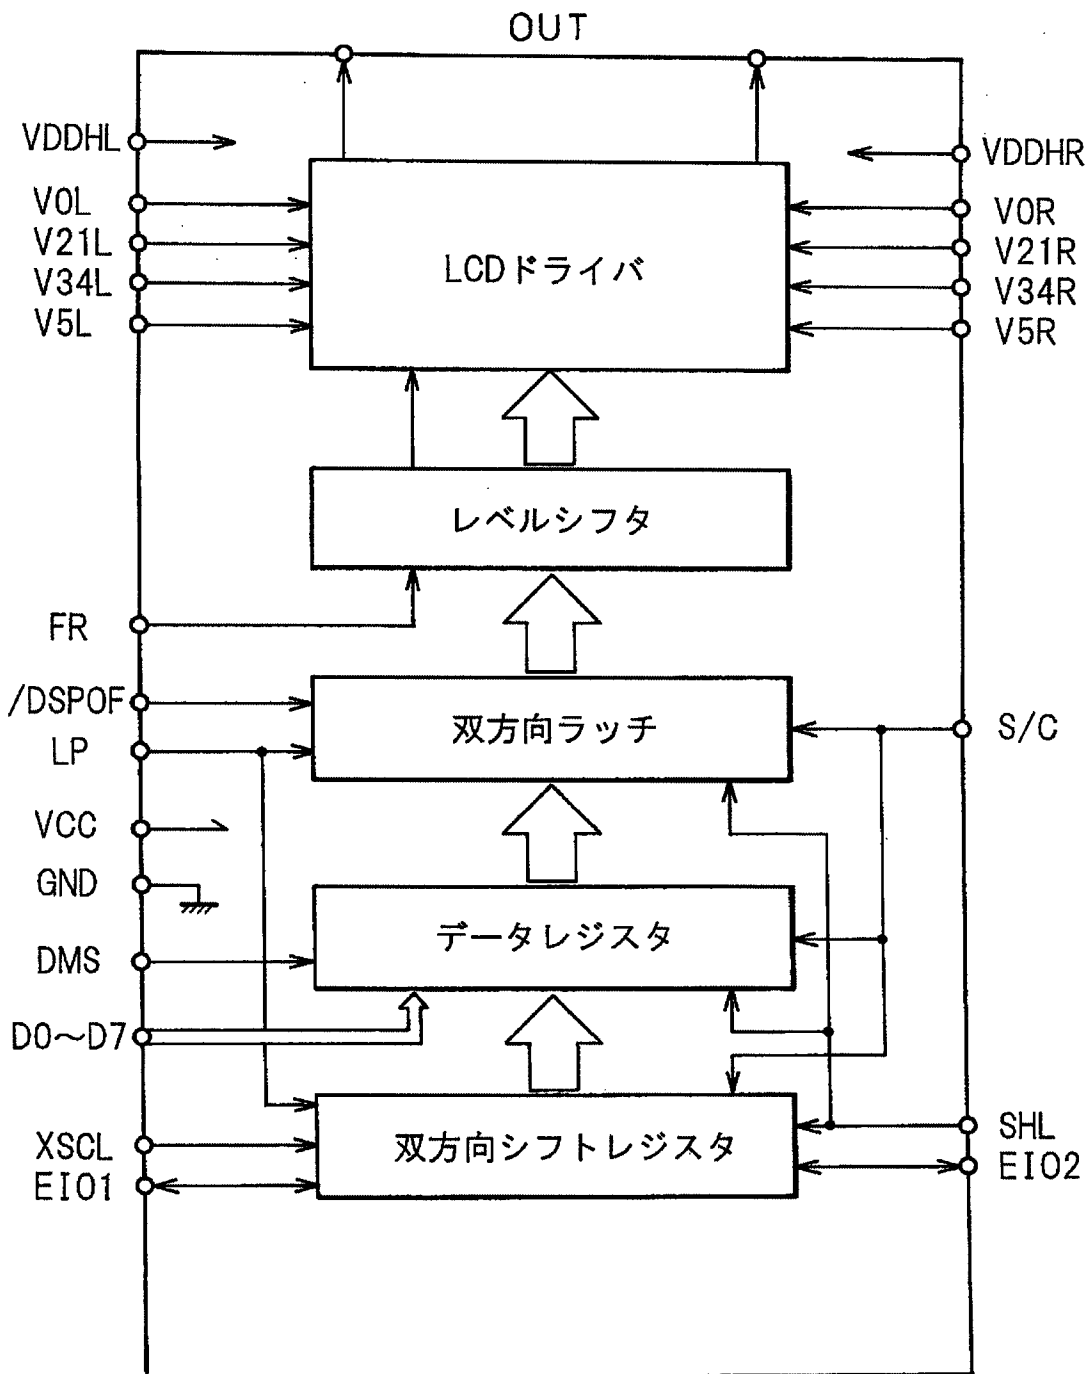 OUT
VDDHL
VDDHR
V0L
V0R
V21L
V21R
LCDドライバ
V34L
V34R
V5L
V5R
レベルシフタ
FR
/DSPOF
双方向ラッチ
S/C
LP
VCC
GND
データレジスタ
DMS
D0〜D7
双方向シフトレジスタ
SHL
XSCL
EIO2
EIO1